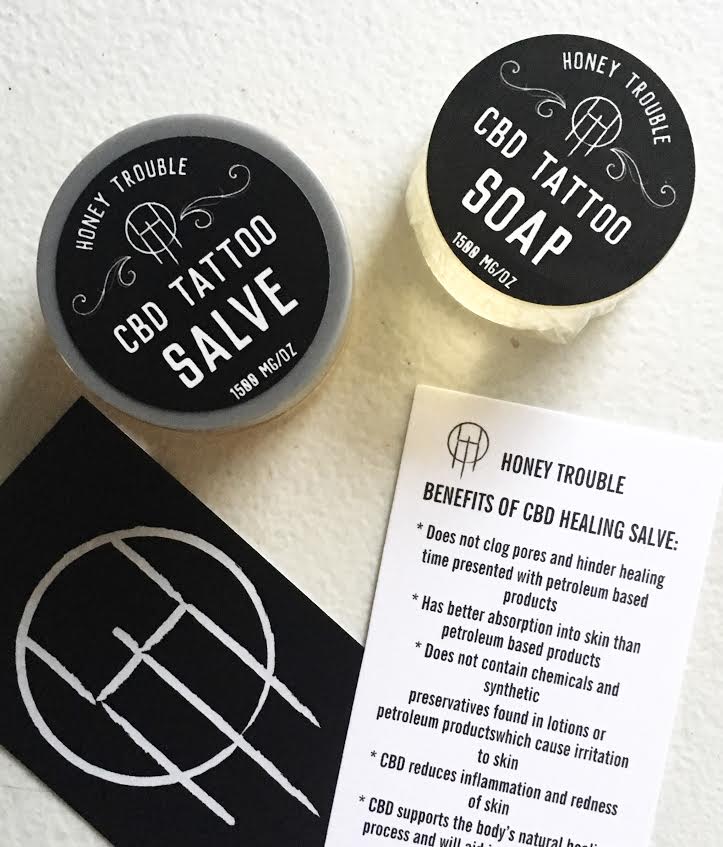 HONEY TROUBLE
CBD TATTOO
SALVE
1500 MG/OZ
HONEY TROUBLE
CBD TATTOO
SOAP
1500 MG/OZ
HONEY TROUBLE
BENEFITS OF CBD HEALING SALVE:
* Does not clog pores and hinder healing
time presented with petroleum based
products
* Has better absorption into skin than
petroleum based products
* Does not contain chemicals and
synthetic
preservatives found in lotions or
petroleum productswhich cause irritation
to skin
* CBD reduces inflammation and redness
of skin
* CBD supports the body's natural
process and will